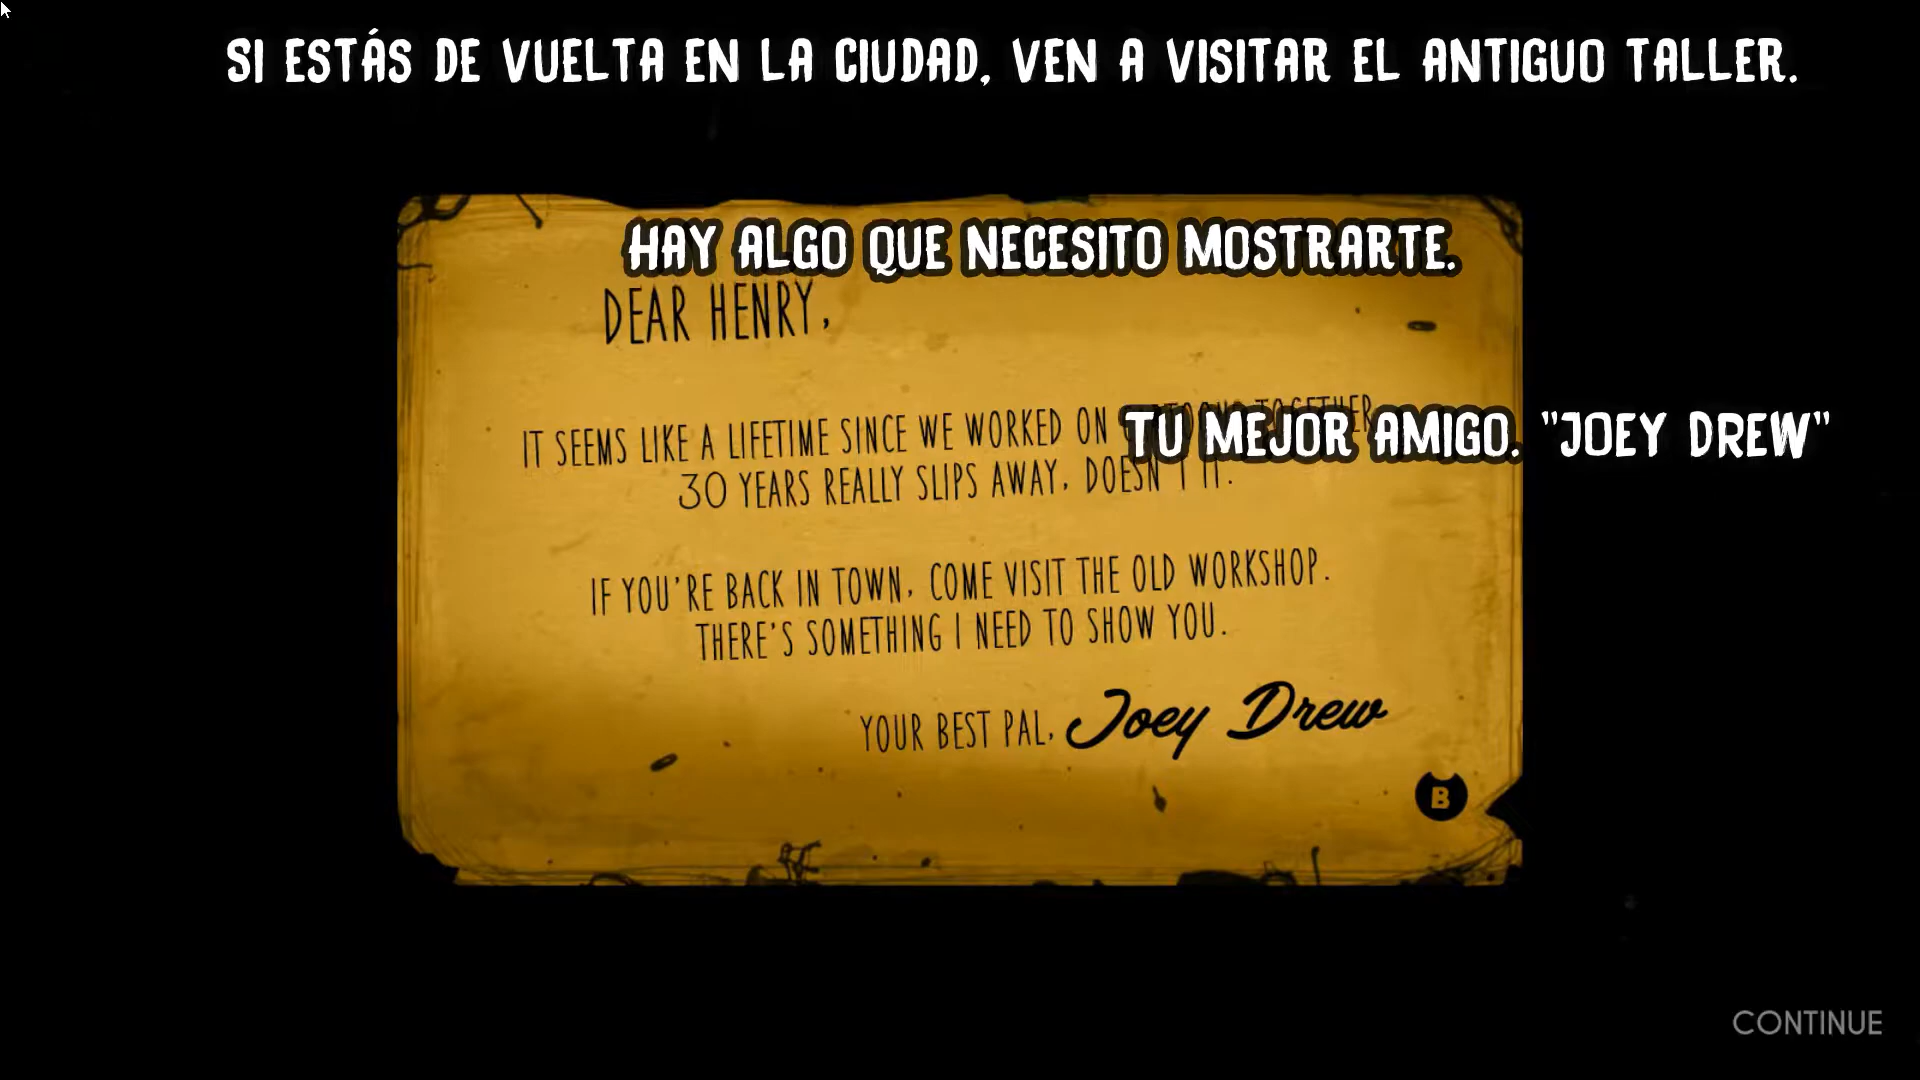 SI ESTÁS DE VUELTA EN LA CIUDAD, VEN A VISITAR EL ANTIGUO TALLER.
HAY ALGO QUE NECESITO MOSTRARTE.
DEAR HENRY,
IT SEEMS LIKE A LIFETIME SINCE WE WORKED ON TOGETHER
TU MEJOR AMIGO. "JOEY DREW"
30 YEARS REALLY SLIPS AWAY, DOESN'T IT.
IF YOU'RE BACK IN TOWN, COME VISIT THE OLD WORKSHOP.
THERE'S SOMETHING I NEED TO SHOW YOU.
YOUR BEST PAL, Joey Drew
B
CONTINUE